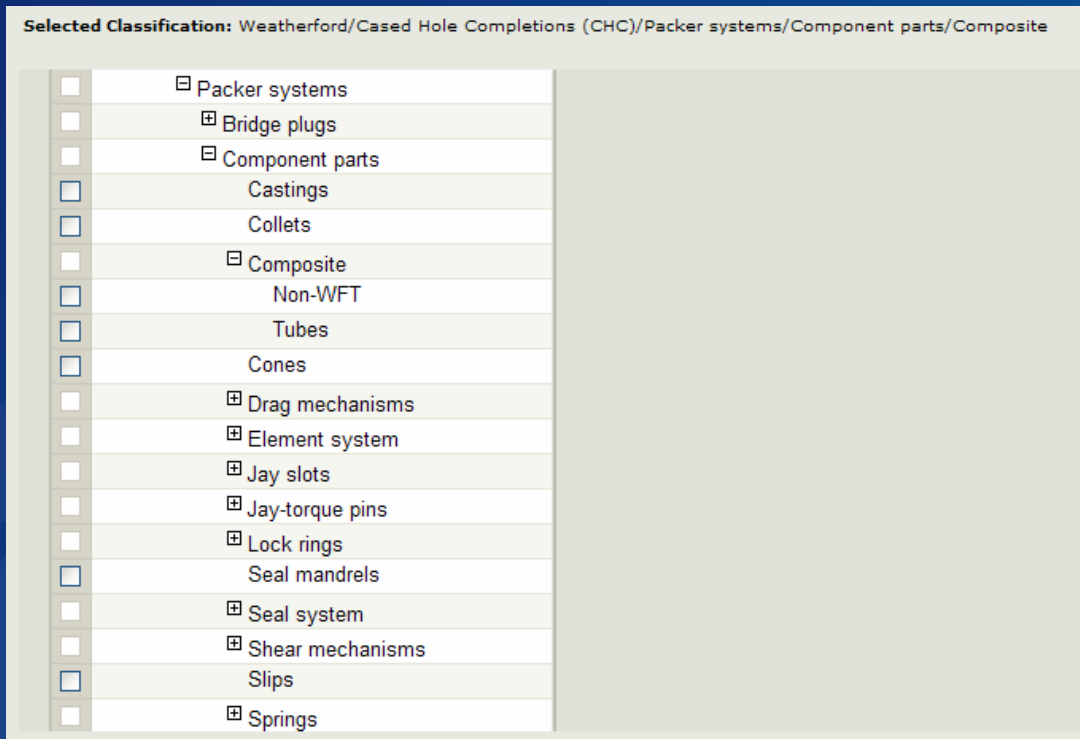 Selected Classification: Weatherford/Cased Hole Completions (CHC)/Packer systems/Component parts/Composite
Packer systems
Bridge plugs
Component parts
Castings
Collets
Composite
Non-WFT
Tubes
Cones
Drag mechanisms
Element system
Jay slots
Jay-torque pins
Lock rings
Seal mandrels
Seal system
Shear mechanisms
Slips
Springs